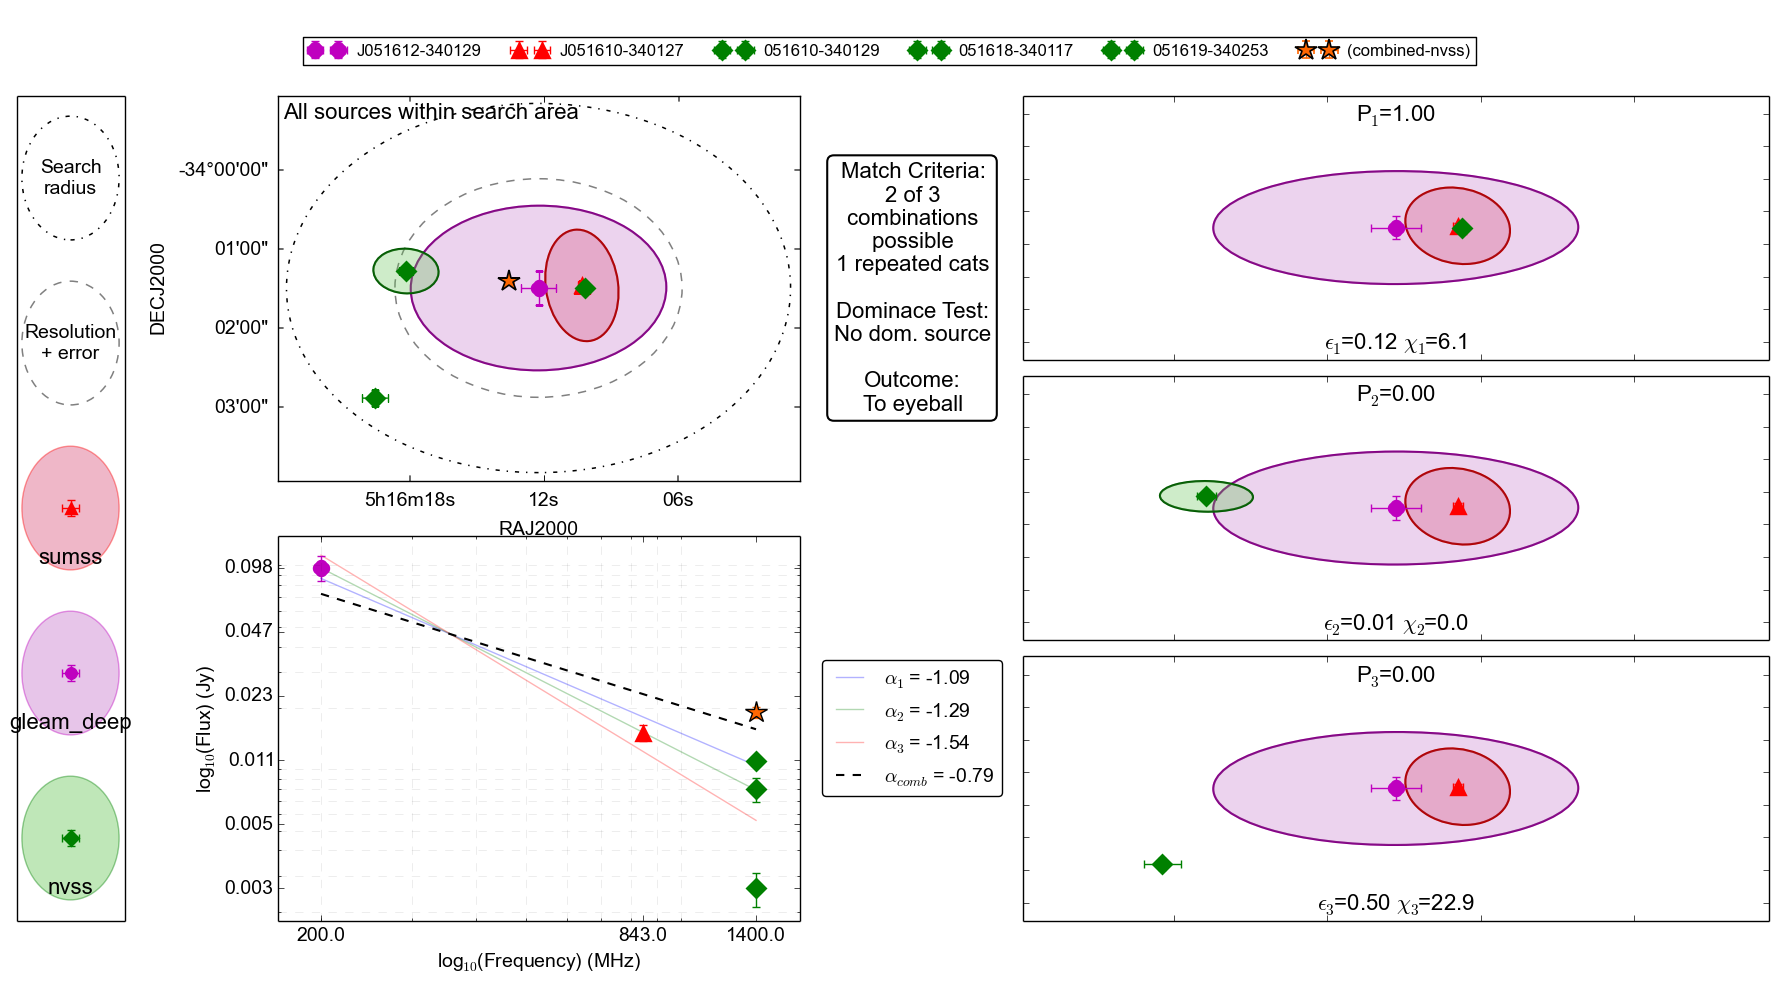 J051612-340129 J051610-340127 051610-340129 051618-340117 051619-340253 (combined-nvss)
Search
radius
Resolution
+ error
sumss
gleam_deep
nvss
All sources within search area
-34°00'00"
01'00"
02'00"
03'00"
DECJ2000
5h16m18s 12s 06s
RAJ2000
Match Criteria:
2 of 3
combinations
possible
1 repeated cats
Dominace Test:
No dom. source
Outcome:
To eyeball
0.098
0.047
0.023
0.011
0.005
0.003
log₁₀(Flux) (Jy)
200.0 843.0 1400.0
log₁₀(Frequency) (MHz)
α₁ = -1.09
α₂ = -1.29
α₃ = -1.54
α_comb = -0.79
P₁=1.00
ϵ₁=0.12 χ₁=6.1
P₂=0.00
ϵ₂=0.01 χ₂=0.0
P₃=0.00
ϵ₃=0.50 χ₃=22.9